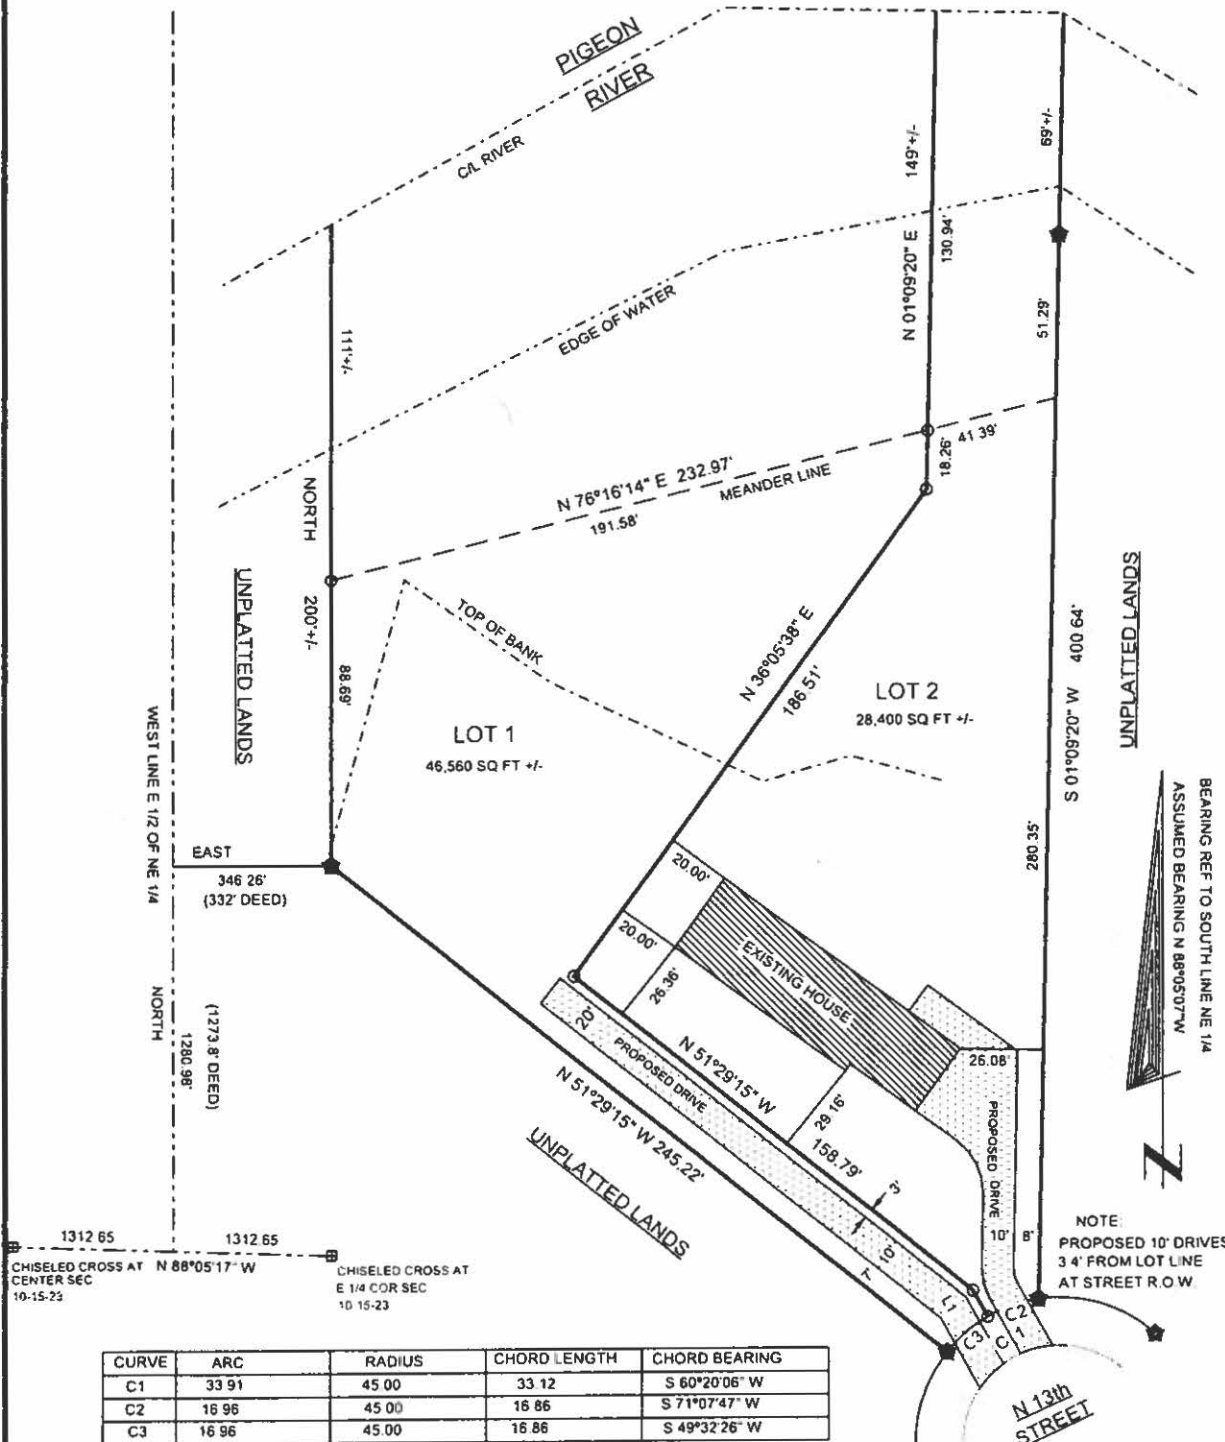 PIGEON
RIVER
C/L RIVER
EDGE OF WATER
149'+/-
69'+/-
N 01°09'20" E
130.94'
51.29'
111'+/-
NORTH
200'+/-
88.69'
N 76°16'14" E 232.97'
191.58'
MEANDER LINE
18.26'
41.39'
UNPLATTED LANDS
TOP OF BANK
N 36°05'38" E
186.51'
LOT 1
46,560 SQ FT +/-
LOT 2
28,400 SQ FT +/-
S 01°09'20" W 400 64'
280.35'
UNPLATTED LANDS
BEARING REF TO SOUTH LINE NE 1/4
ASSUMED BEARING N 88°05'07"W
WEST LINE E 1/2 OF NE 1/4
EAST
346 26'
(332' DEED)
NORTH
1280.98'
(1273.8' DEED)
20.00'
20.00'
EXISTING HOUSE
26.36'
20'
PROPOSED DRIVE
N 51°29'15" W
158.79'
29 16'
N 51°29'15" W 245.22'
UNPLATTED LANDS
26.08'
PROPOSED DRIVE
10'
8'
3'
10'
L1
C3
C2
C
1
N
NOTE:
PROPOSED 10' DRIVES
3 4' FROM LOT LINE
AT STREET R.O.W.
N 13th
STREET
1312 65
1312.65
CHISELED CROSS AT
CENTER SEC
10-15-23
N 88°05'17" W
CHISELED CROSS AT
E 1/4 COR SEC
10 15-23
CURVE ARC RADIUS CHORD LENGTH CHORD BEARING
C1 33 91 45.00 33.12 S 60°20'06" W
C2 16 96 45 00 16 86 S 71°07'47" W
C3 16 96 45.00 16.86 S 49°32'26" W